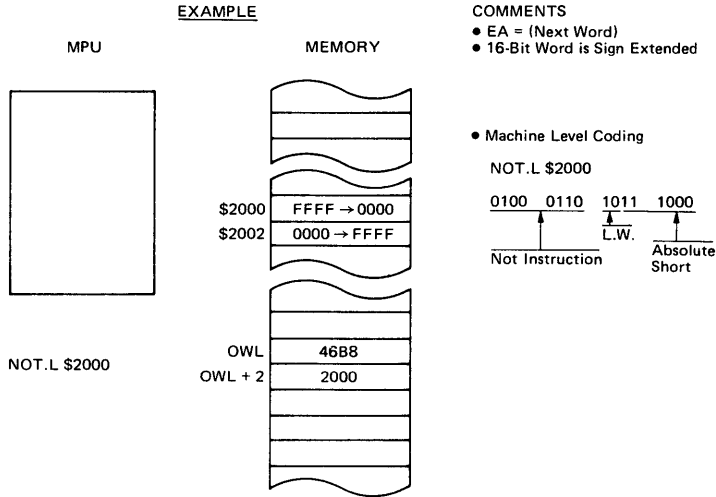 EXAMPLE
MPU
MEMORY
$2000 FFFF → 0000
$2002 0000 → FFFF
NOT.L $2000
OWL 46B8
OWL + 2 2000
COMMENTS
● EA = (Next Word)
● 16-Bit Word is Sign Extended
● Machine Level Coding
NOT.L $2000
0100 0110 1011 1000
L.W.
Not Instruction
Absolute
Short